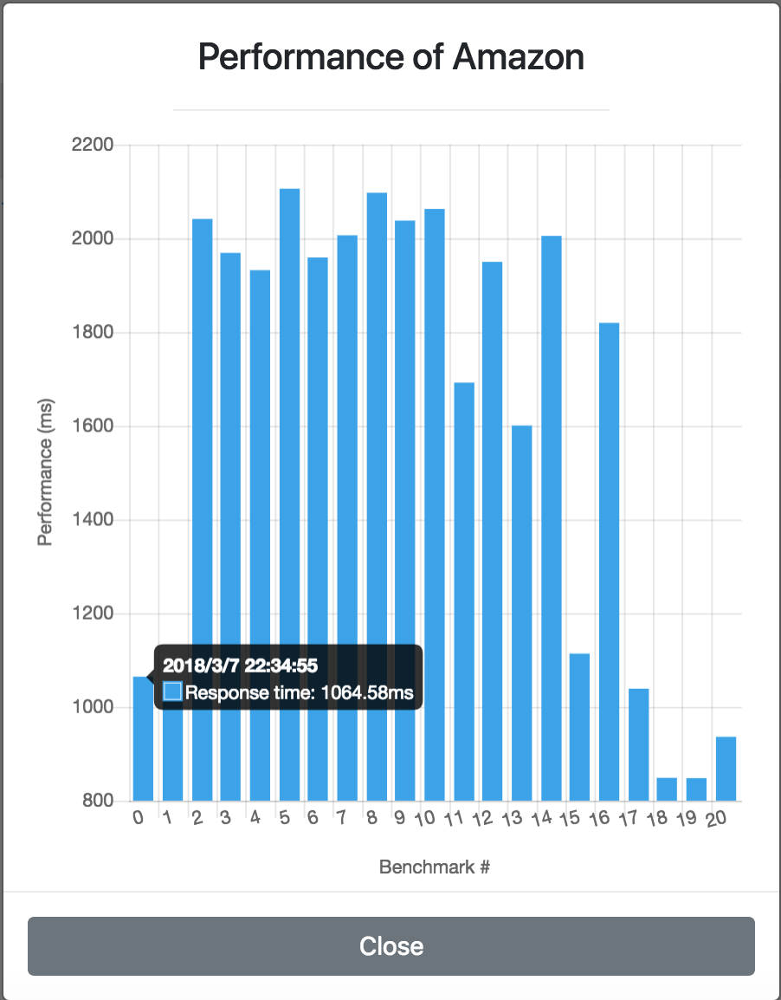 Performance of Amazon
2200
2000
1800
1600
1400
1200
1000
800
Performance (ms)
2018/3/7 22:34:55
Response time: 1064.58ms
0 1 2 3 4 5 6 7 8 9 10 11 12 13 14 15 16 17 18 19 20
Benchmark #
Close